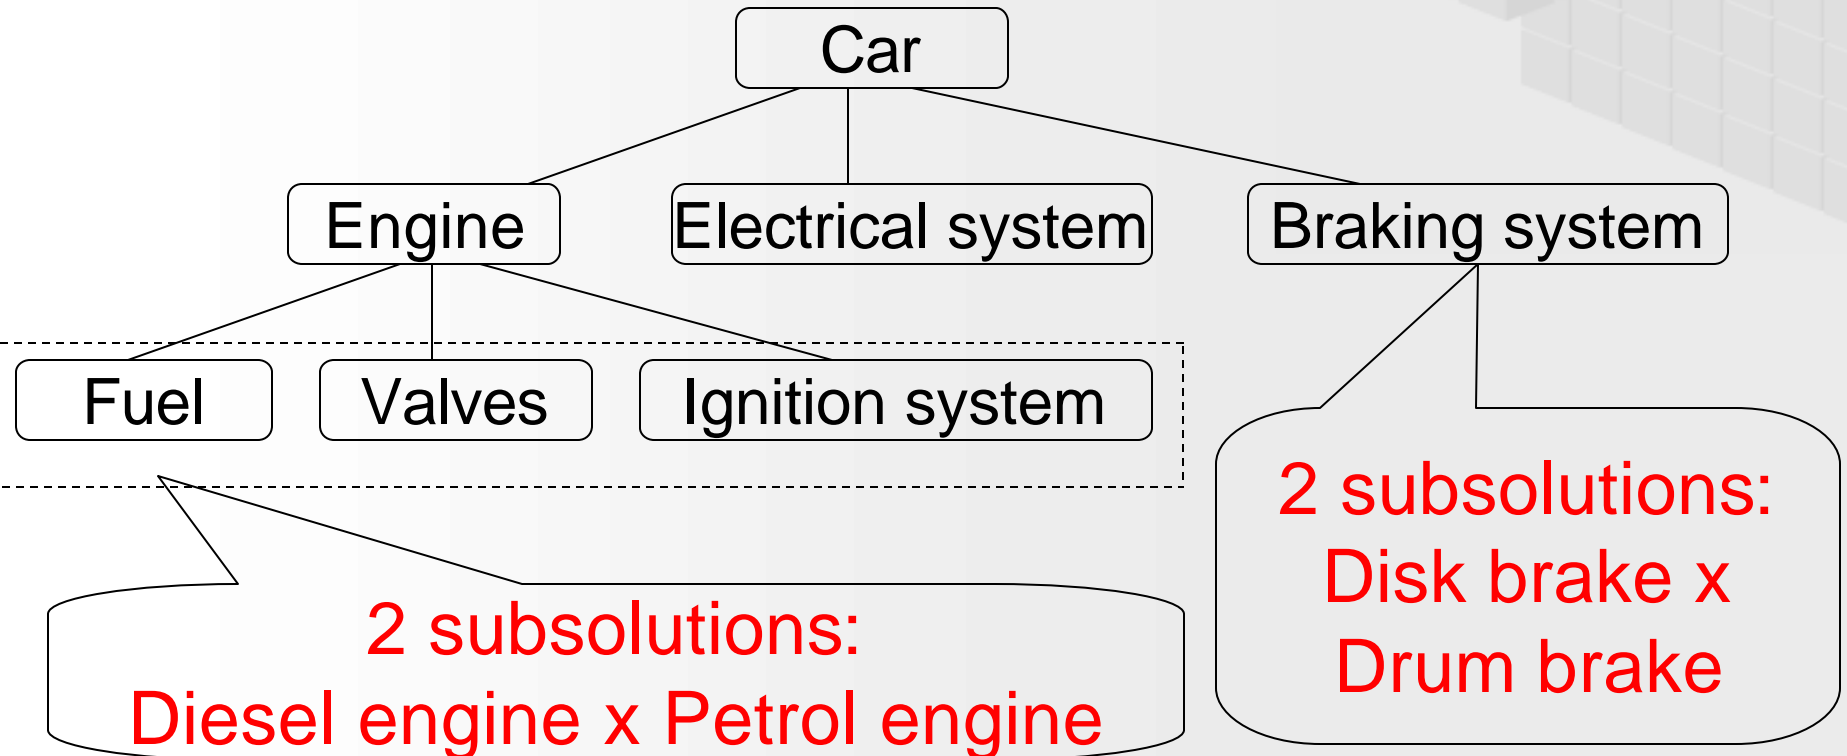 Car
Engine
Electrical system
Braking system
Fuel
Valves
Ignition system
2 subsolutions:
Disk brake x
Drum brake
2 subsolutions:
Diesel engine x Petrol engine